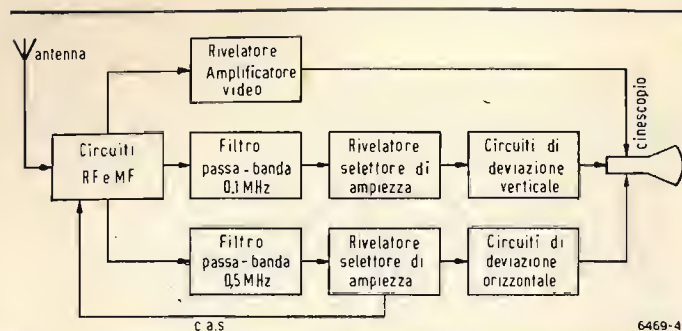 antenna
Rivelatore
Amplificatore
video
cinescopio
Circuiti
RF e MF
Filtro
passa-banda
0,1 MHz
Rivelatore
selettore di
ampiezza
Circuiti di
deviazione
verticale
Filtro
passa-banda
0,5 MHz
Rivelatore
selettore di
ampiezza
Circuiti di
deviazione
orizzontale
c.a.s
6469-4